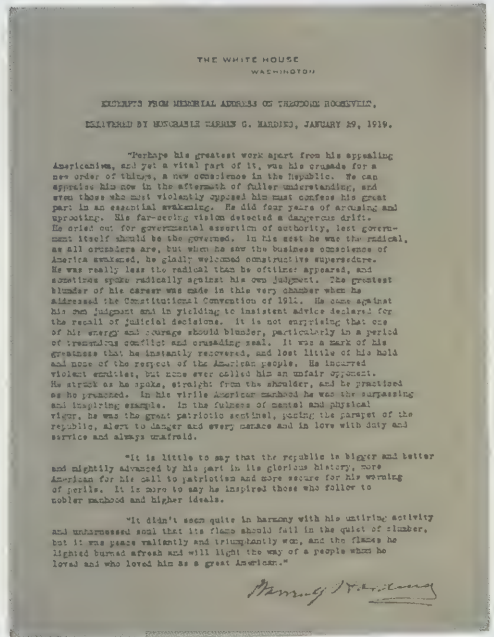 THE WHITE HOUSE
WASHINGTON
EXCERPTS FROM MEMORIAL ADDRESS ON THEODORE ROOSEVELT,
DELIVERED BY HONORABLE WARREN G. HARDING, JANUARY 29, 1919.
"Perhaps his greatest work apart from his appealing
Americanism, and yet a vital part of it, was his crusade for a
new order of things, a new conscience in the Republic. We can
appraise him now in the aftermath of fuller understanding, and
even those who most violently opposed him must confess his great
part in an essential awakening. He did four years of arousing and
uprooting. His far-seeing vision detected a dangerous drift.
He cried out for governmental assertion of authority, lest govern-
ment itself should be the governed. In his zest he was the radical,
as all crusaders are, but when he saw the business conscience of
America awakened, he gladly welcomed constructive supersedure.
He was really less the radical than he ofttimes appeared, and
sometimes spoke radically against his own judgment. The greatest
blunder of his career was made in this very chamber when he
addressed the Constitutional Convention of 1911. He came against
his own judgment and in yielding to insistent advice declared for
the recall of judicial decisions. It is not surprising that one
of his energy and courage should blunder, particularly in a period
of tremendous conflict and crusading zeal. It was a mark of his
greatness that he instantly recovered, and lost little of his hold
and none of the respect of the American people. He incurred
violent enmities, but none ever called him an unfair opponent.
He struck as he spoke, straight from the shoulder, and he practised
as he preached. In his virile American manhood he was the surpassing
and inspiring example. In the fulness of mental and physical
vigor, he was the great patriotic sentinel, pacing the parapet of the
republic, alert to danger and every menace and in love with duty and
service and always unafraid.
"It is little to say that the republic is bigger and better
and mightily advanced by his part in its glorious history, more
American for his call to patriotism and more secure for his warning
of perils. It is more to say he inspired those who follow to
nobler manhood and higher ideals.
"It didn't seem quite in harmony with his untiring activity
and unharnessed soul that its flame should fail in the quiet of slumber,
but it was peace valiantly and triumphantly won, and the flames he
lighted burned afresh and will light the way of a people whom he
loved and who loved him as a great American."
Warren G Harding